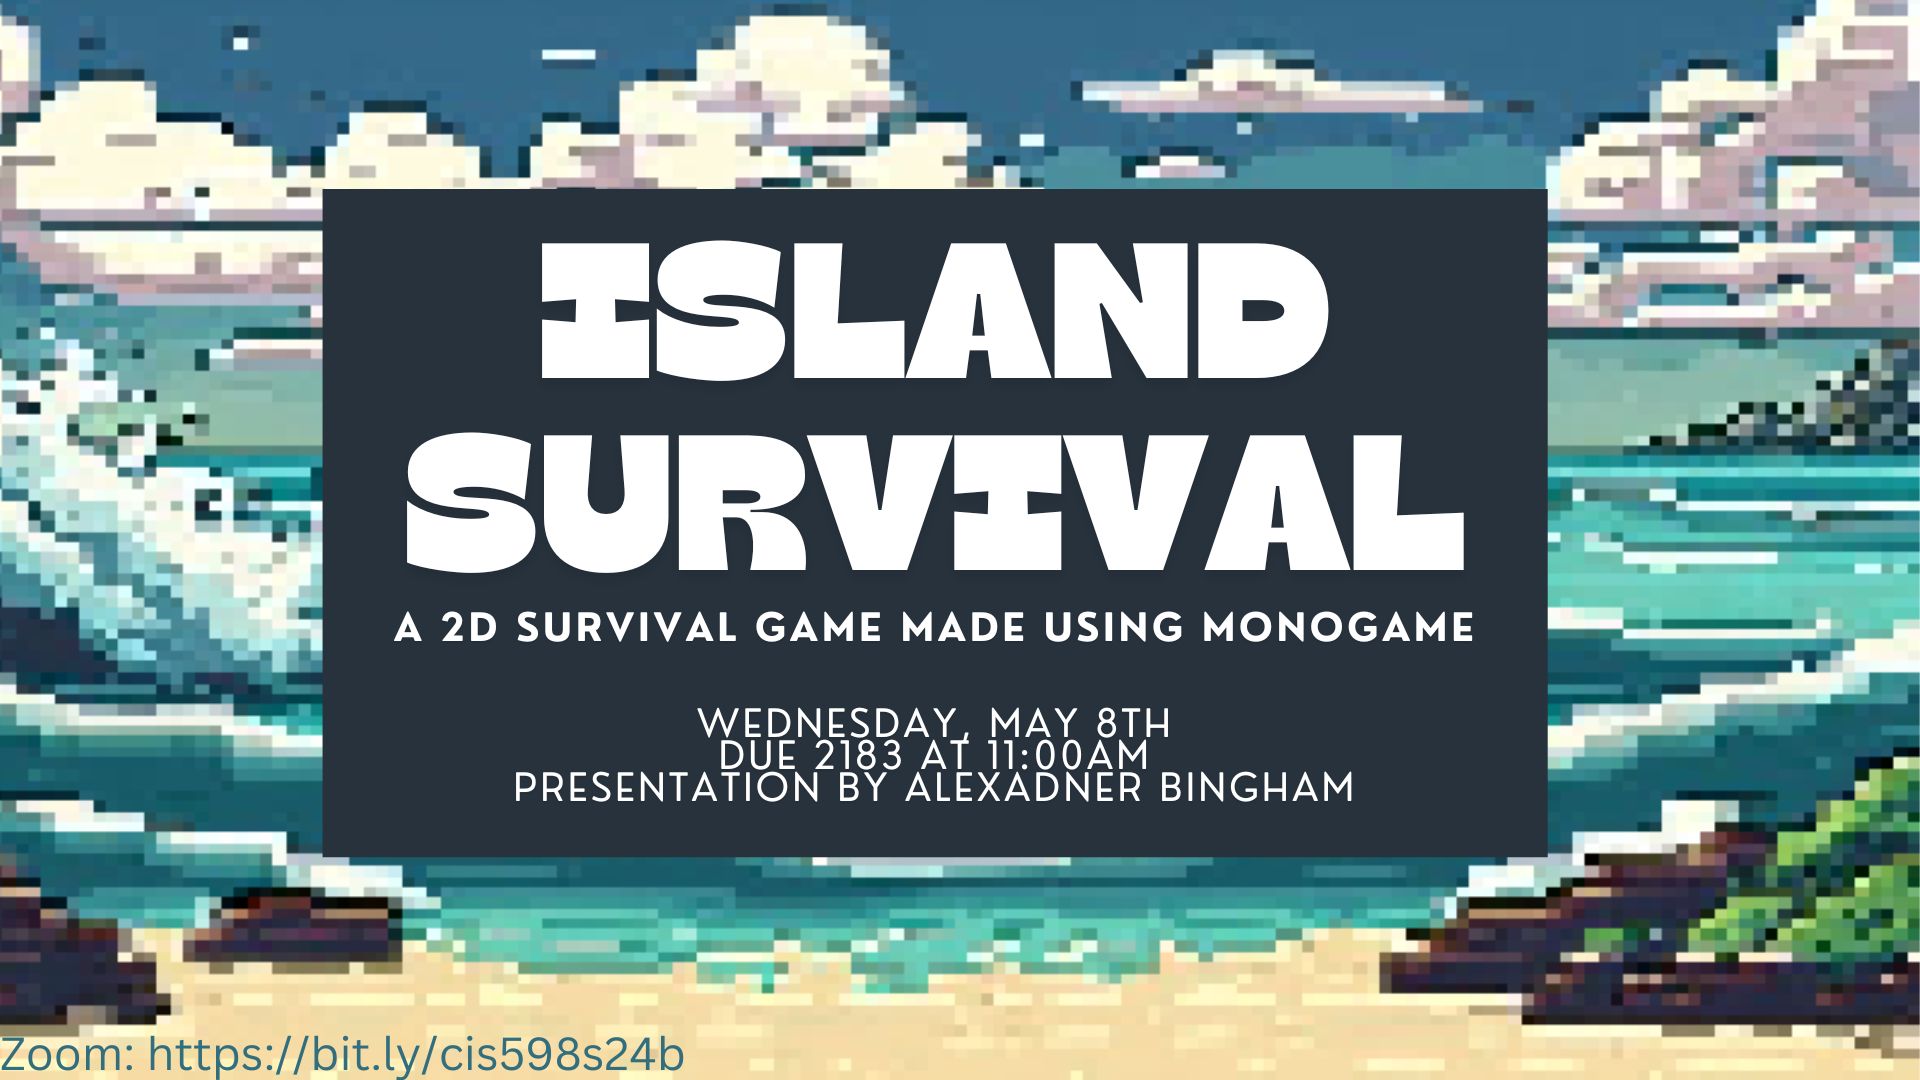 ISLAND
SURVIVAL
A 2D SURVIVAL GAME MADE USING MONOGAME
WEDNESDAY, MAY 8TH
DUE 2183 AT 11:00AM
PRESENTATION BY ALEXADNER BINGHAM
Zoom: https://bit.ly/cis598s24b